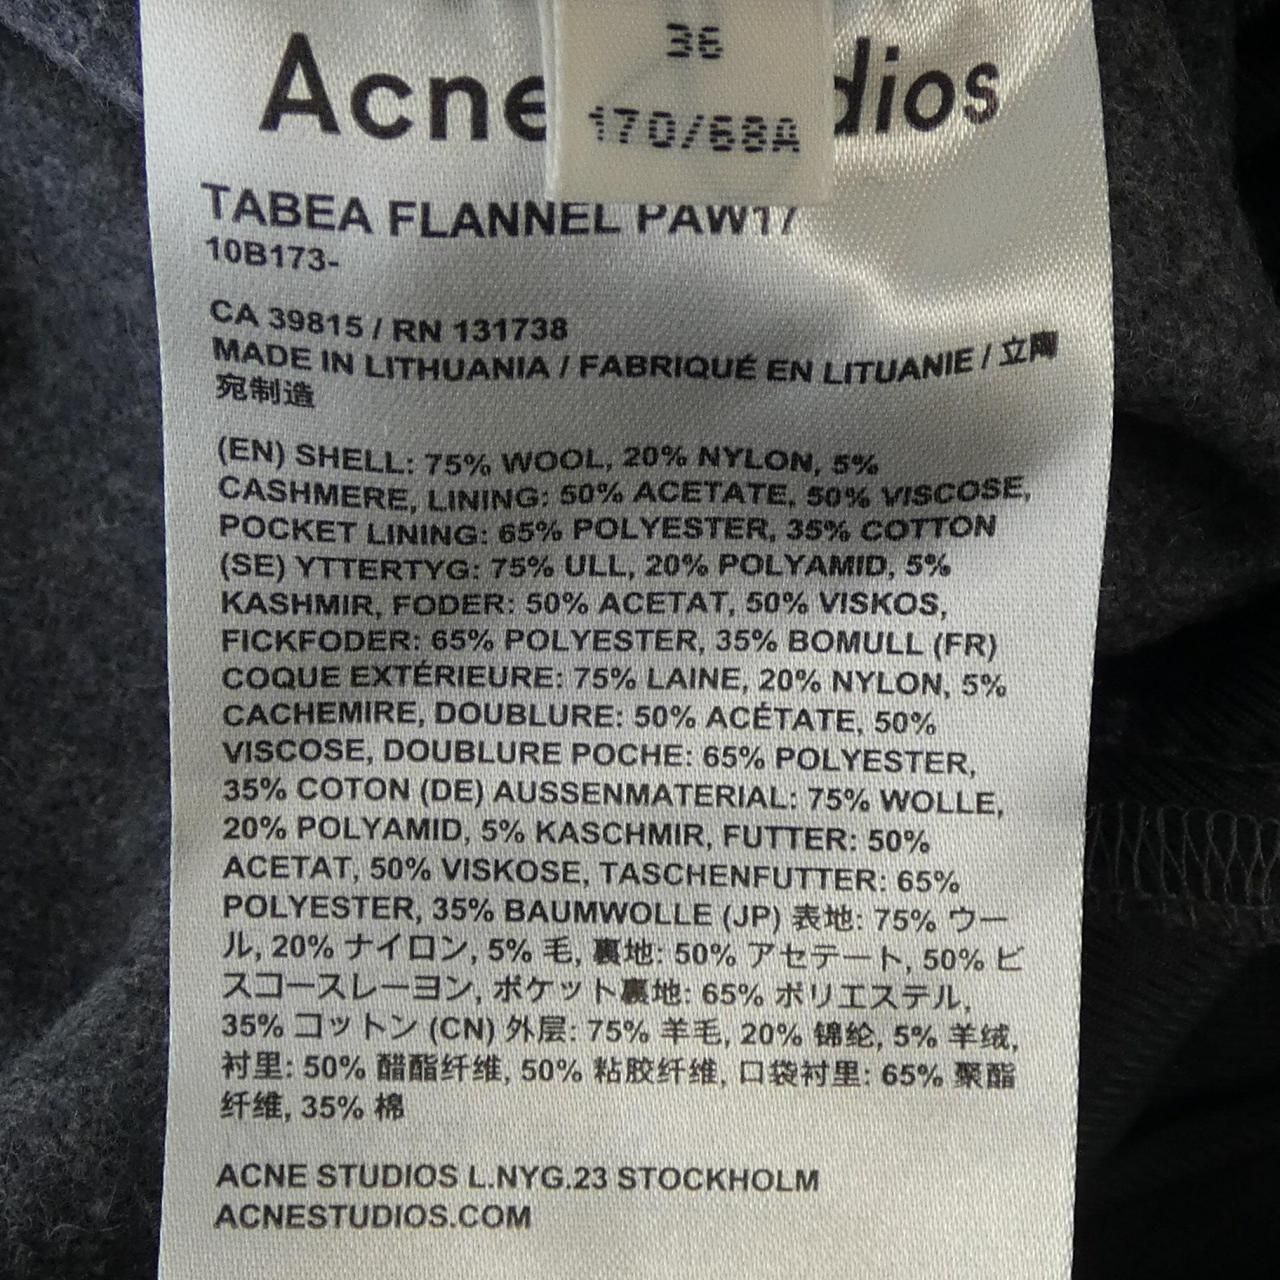 36
170/68A
Acne
dios
TABEA FLANNEL PAW17
10B173-
CA 39815 / RN 131738
MADE IN LITHUANIA / FABRIQUÉ EN LITUANIE / 立陶
宛制造
(EN) SHELL: 75% WOOL, 20% NYLON, 5%
CASHMERE, LINING: 50% ACETATE, 50% VISCOSE,
POCKET LINING: 65% POLYESTER, 35% COTTON
(SE) YTTERTYG: 75% ULL, 20% POLYAMID, 5%
KASHMIR, FODER: 50% ACETAT, 50% VISKOS,
FICKFODER: 65% POLYESTER, 35% BOMULL (FR)
COQUE EXTÉRIEURE: 75% LAINE, 20% NYLON, 5%
CACHEMIRE, DOUBLURE: 50% ACÉTATE, 50%
VISCOSE, DOUBLURE POCHE: 65% POLYESTER,
35% COTON (DE) AUSSENMATERIAL: 75% WOLLE,
20% POLYAMID, 5% KASCHMIR, FUTTER: 50%
ACETAT, 50% VISKOSE, TASCHENFUTTER: 65%
POLYESTER, 35% BAUMWOLLE (JP) 表地: 75% ウー
ル, 20% ナイロン, 5% 毛, 裏地: 50% アセテート, 50% ビ
スコースレーヨン, ポケット裏地: 65% ポリエステル,
35% コットン (CN) 外层: 75% 羊毛, 20% 锦纶, 5% 羊绒,
衬里: 50% 醋酯纤维, 50% 粘胶纤维, 口袋衬里: 65% 聚酯
纤维, 35% 棉
ACNE STUDIOS L.NYG.23 STOCKHOLM
ACNESTUDIOS.COM